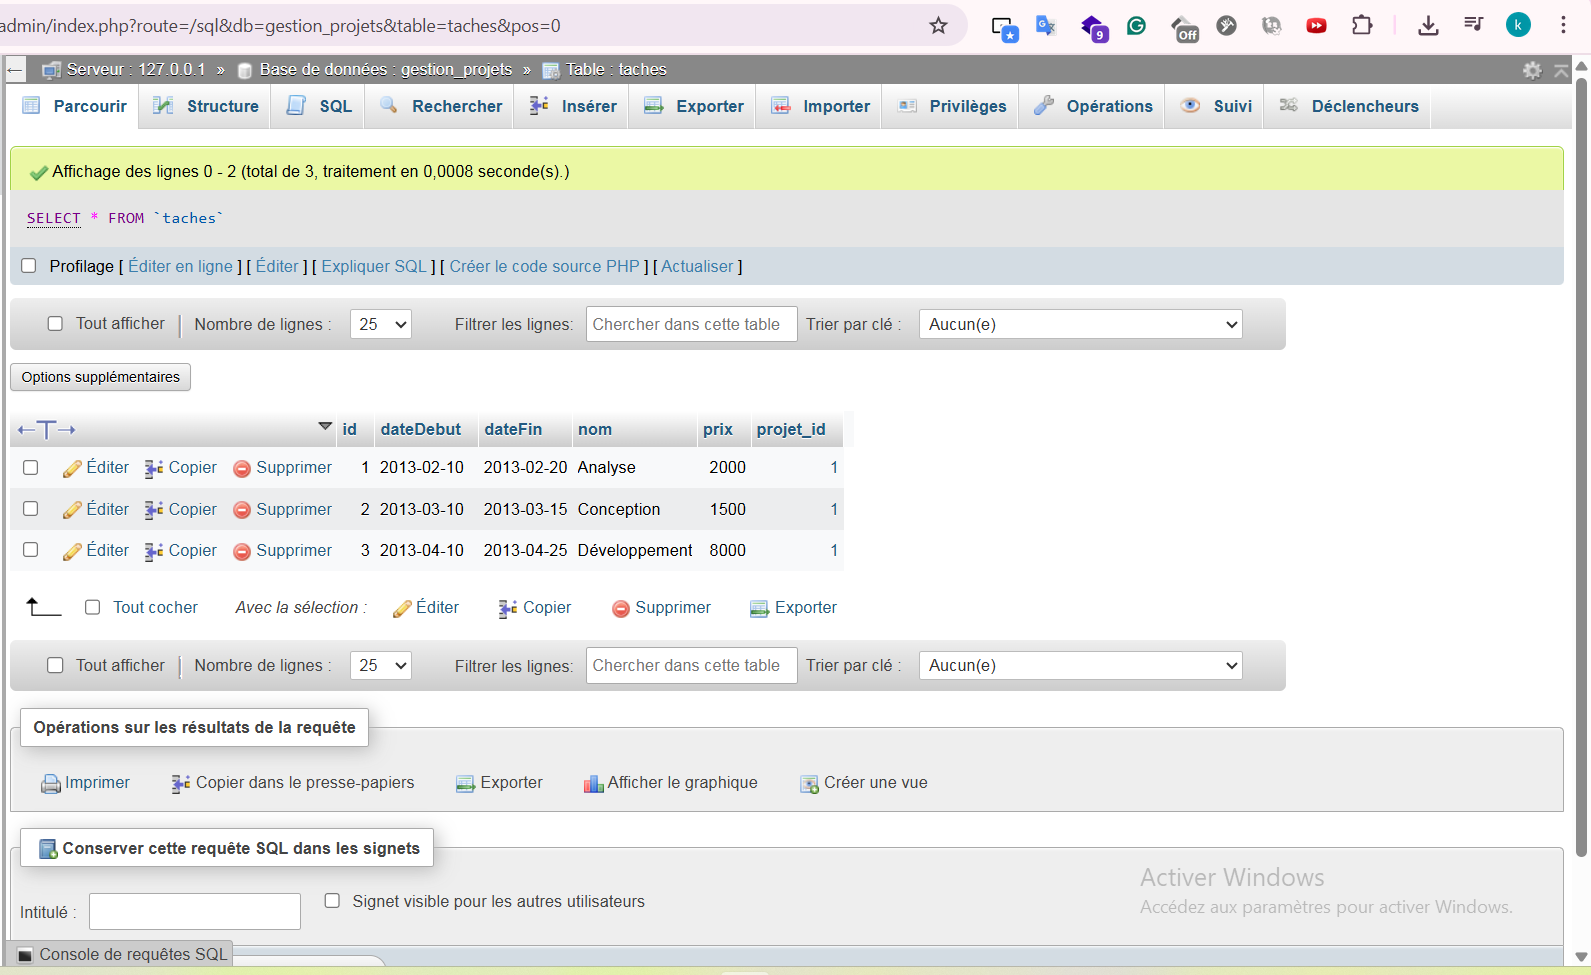 admin/index.php?route=/sql&db=gestion_projets&table=taches&pos=0
9
Off
k
← Serveur : 127.0.0.1 » Base de données : gestion_projets » Table : taches
Parcourir Structure SQL Rechercher Insérer Exporter Importer Privilèges Opérations Suivi Déclencheurs
Affichage des lignes 0 - 2 (total de 3, traitement en 0,0008 seconde(s).)
SELECT * FROM `taches`
Profilage [ Éditer en ligne ] [ Éditer ] [ Expliquer SQL ] [ Créer le code source PHP ] [ Actualiser ]
Tout afficher | Nombre de lignes : 25 Filtrer les lignes: Chercher dans cette table Trier par clé : Aucun(e)
Options supplémentaires
←T→ id dateDebut dateFin nom prix projet_id
Éditer Copier Supprimer 1 2013-02-10 2013-02-20 Analyse 2000 1
Éditer Copier Supprimer 2 2013-03-10 2013-03-15 Conception 1500 1
Éditer Copier Supprimer 3 2013-04-10 2013-04-25 Développement 8000 1
Tout cocher Avec la sélection : Éditer Copier Supprimer Exporter
Tout afficher | Nombre de lignes : 25 Filtrer les lignes: Chercher dans cette table Trier par clé : Aucun(e)
Opérations sur les résultats de la requête
Imprimer Copier dans le presse-papiers Exporter Afficher le graphique Créer une vue
Conserver cette requête SQL dans les signets
Activer Windows
Accédez aux paramètres pour activer Windows.
Intitulé : Signet visible pour les autres utilisateurs
Console de requêtes SQL